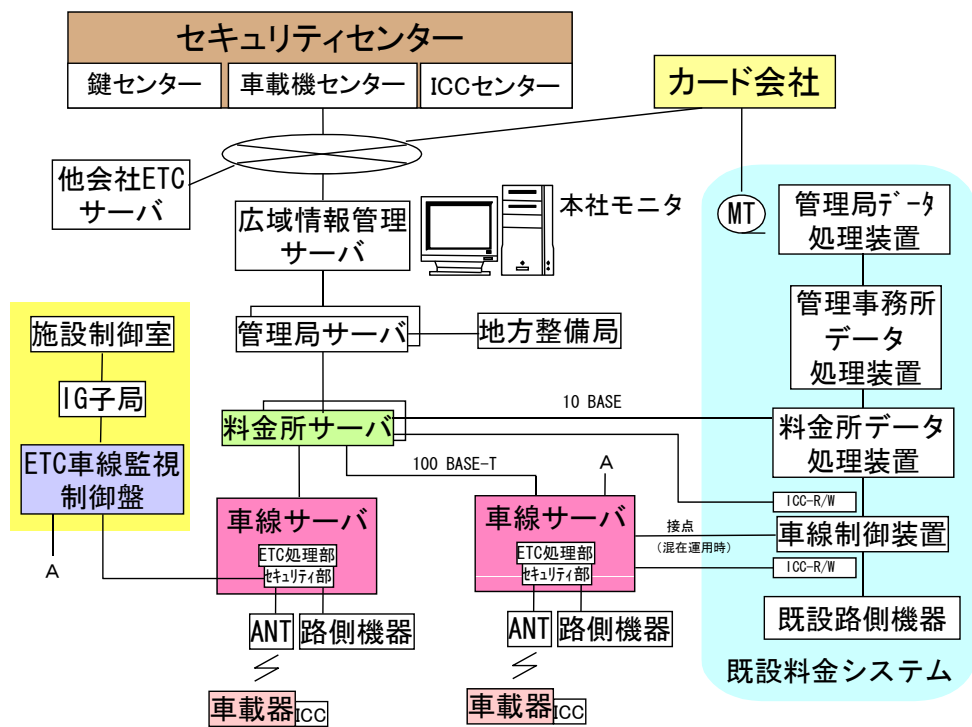 セキュリティセンター
鍵センター
車載機センター
ICCセンター
カード会社
他会社ETC
サーバ
広域情報管理
サーバ
本社モニタ
MT
管理局ﾃﾞｰﾀ
処理装置
管理事務所
データ
処理装置
施設制御室
管理局サーバ
地方整備局
IG子局
10 BASE
料金所サーバ
料金所データ
処理装置
ETC車線監視
制御盤
100 BASE-T
A
ICC-R/W
車線サーバ
車線サーバ
接点
(混在運用時)
車線制御装置
ETC処理部
ｾｷｭﾘﾃｨ部
ETC処理部
ｾｷｭﾘﾃｨ部
ICC-R/W
A
ANT
路側機器
ANT
路側機器
既設路側機器
既設料金システム
車載器
ICC
車載器
ICC